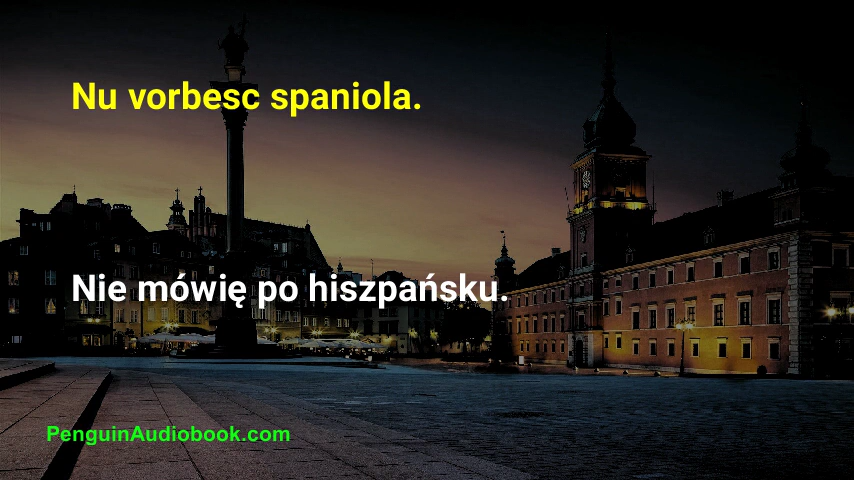 Nu vorbesc spaniola.
Nie mówię po hiszpańsku.
PenguinAudiobook.com